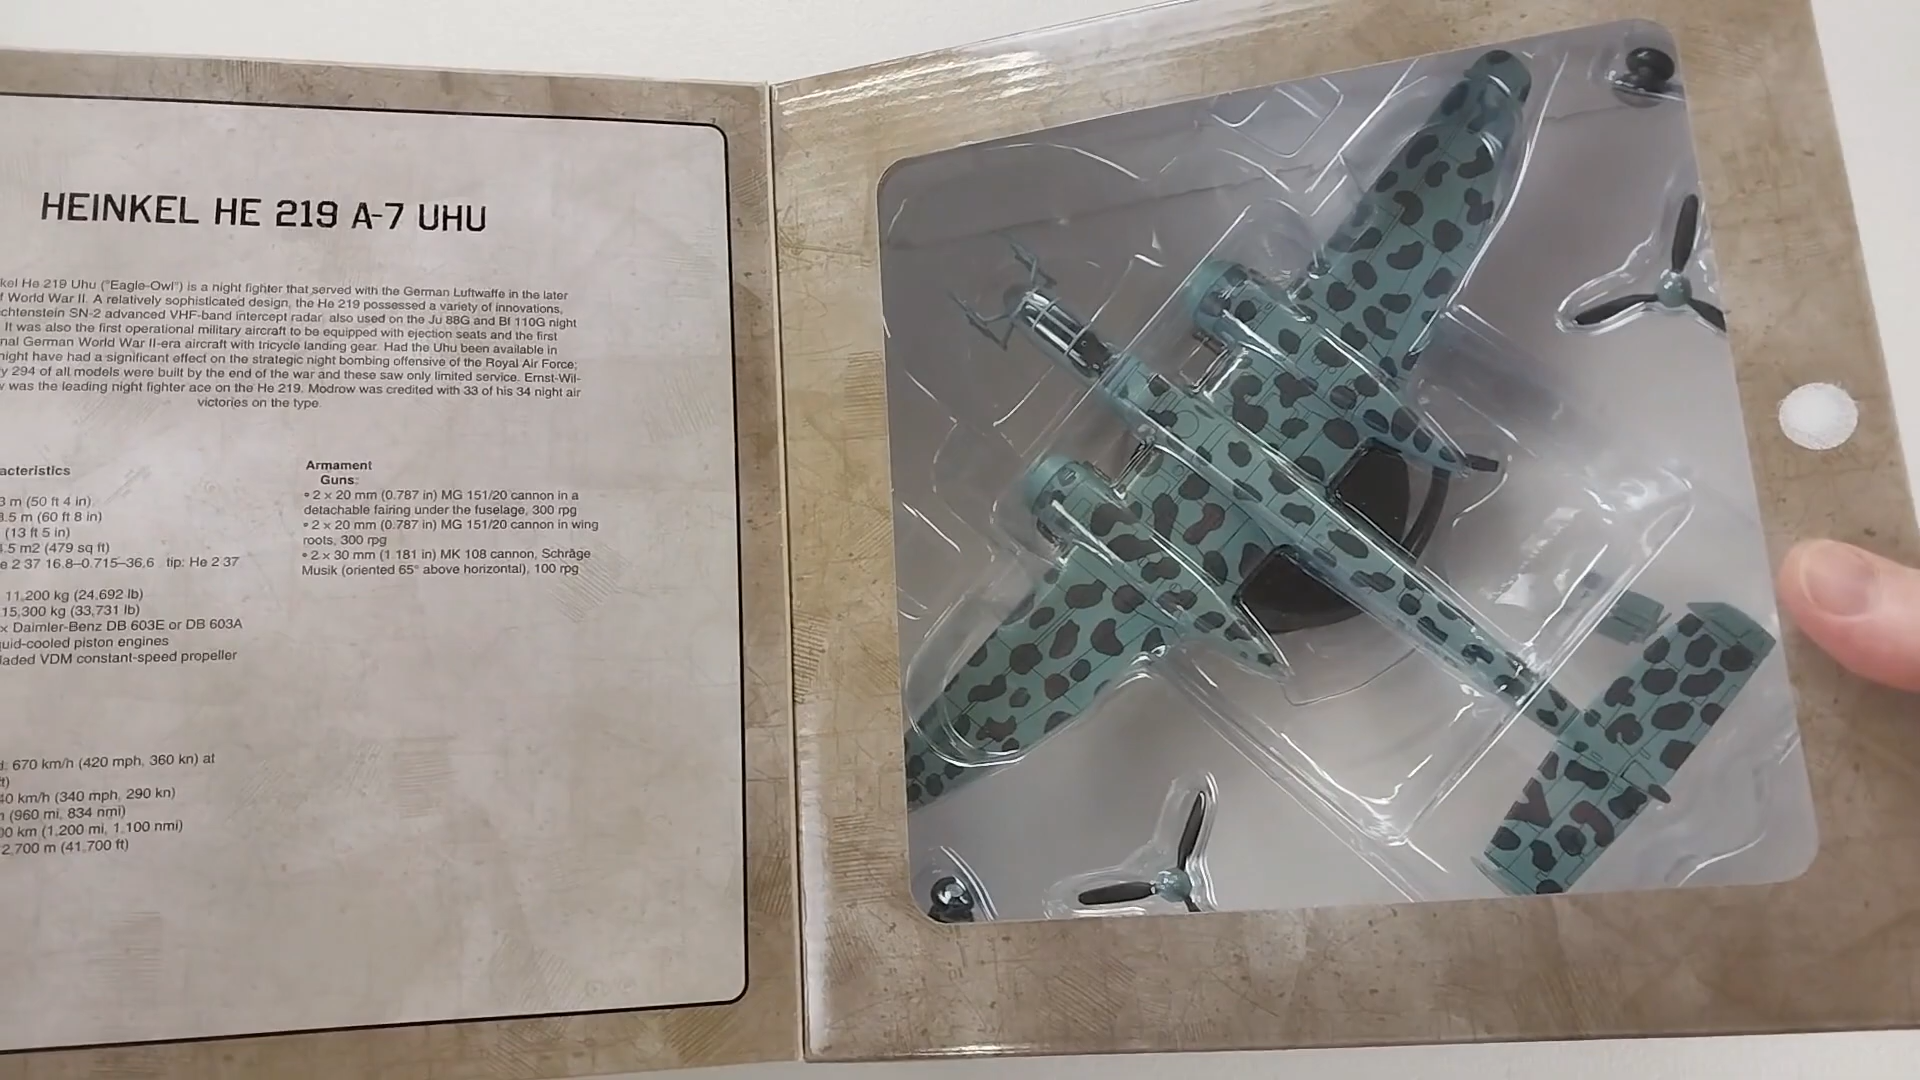 HEINKEL HE 219 A-7 UHU
kel He 219 Uhu ("Eagle-Owl") is a night fighter that served with the German Luftwaffe in the later
f World War II. A relatively sophisticated design, the He 219 possessed a variety of innovations,
chtenstein SN-2 advanced VHF-band intercept radar, also used on the Ju 88G and Bf 110G night
It was also the first operational military aircraft to be equipped with ejection seats and the first
nal German World War II-era aircraft with tricycle landing gear. Had the Uhu been available in
night have had a significant effect on the strategic night bombing offensive of the Royal Air Force;
y 294 of all models were built by the end of the war and these saw only limited service. Ernst-Wil-
w was the leading night fighter ace on the He 219. Modrow was credited with 33 of his 34 night air
victories on the type.
acteristics
3 m (50 ft 4 in)
8.5 m (60 ft 8 in)
(13 ft 5 in)
.5 m2 (479 sq ft)
e 2 37 16.8–0.715–36.6 tip: He 2 37
11,200 kg (24,692 lb)
15,300 kg (33,731 lb)
x Daimler-Benz DB 603E or DB 603A
quid-cooled piston engines
laded VDM constant-speed propeller
d: 670 km/h (420 mph, 360 kn) at
t)
40 km/h (340 mph, 290 kn)
n (960 mi, 834 nmi)
00 km (1,200 mi, 1,100 nmi)
2,700 m (41,700 ft)
Armament
Guns:
• 2 × 20 mm (0.787 in) MG 151/20 cannon in a
detachable fairing under the fuselage, 300 rpg
• 2 × 20 mm (0.787 in) MG 151/20 cannon in wing
roots, 300 rpg
• 2 × 30 mm (1.181 in) MK 108 cannon, Schräge
Musik (oriented 65° above horizontal), 100 rpg